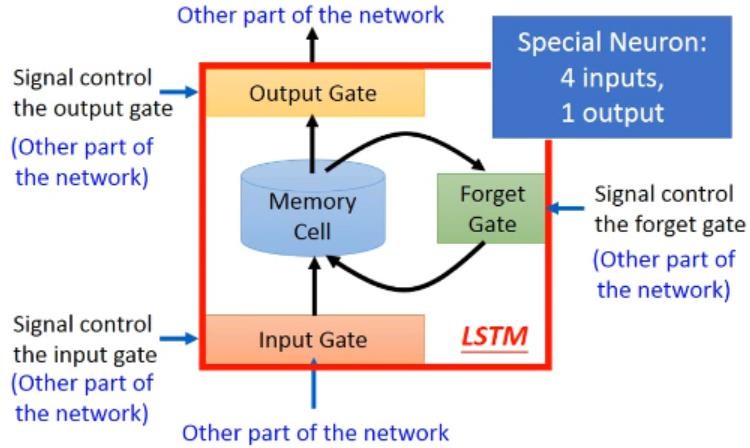 Other part of the network
Special Neuron:
4 inputs,
1 output
Signal control
the output gate
(Other part of
the network)
Output Gate
Memory
Cell
Forget
Gate
Signal control
the forget gate
(Other part of
the network)
Signal control
the input gate
(Other part of
the network)
Input Gate
LSTM
Other part of the network